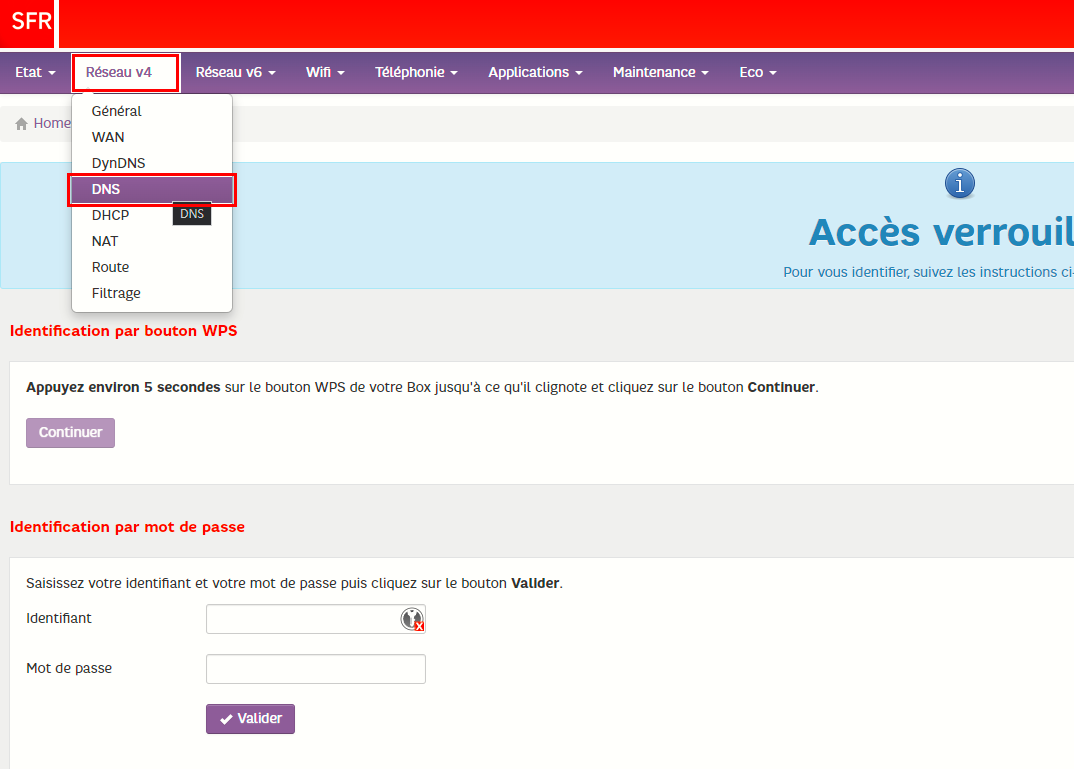 SFR
Etat Réseau v4 Réseau v6 Wifi Téléphonie Applications Maintenance Eco
Home
Général
WAN
DynDNS
DNS
DHCP
DNS
NAT
Route
Filtrage
i
Accès verrouil
Pour vous identifier, suivez les instructions ci-
Identification par bouton WPS
Appuyez environ 5 secondes sur le bouton WPS de votre Box jusqu'à ce qu'il clignote et cliquez sur le bouton Continuer.
Continuer
Identification par mot de passe
Saisissez votre identifiant et votre mot de passe puis cliquez sur le bouton Valider.
Identifiant
Mot de passe
Valider